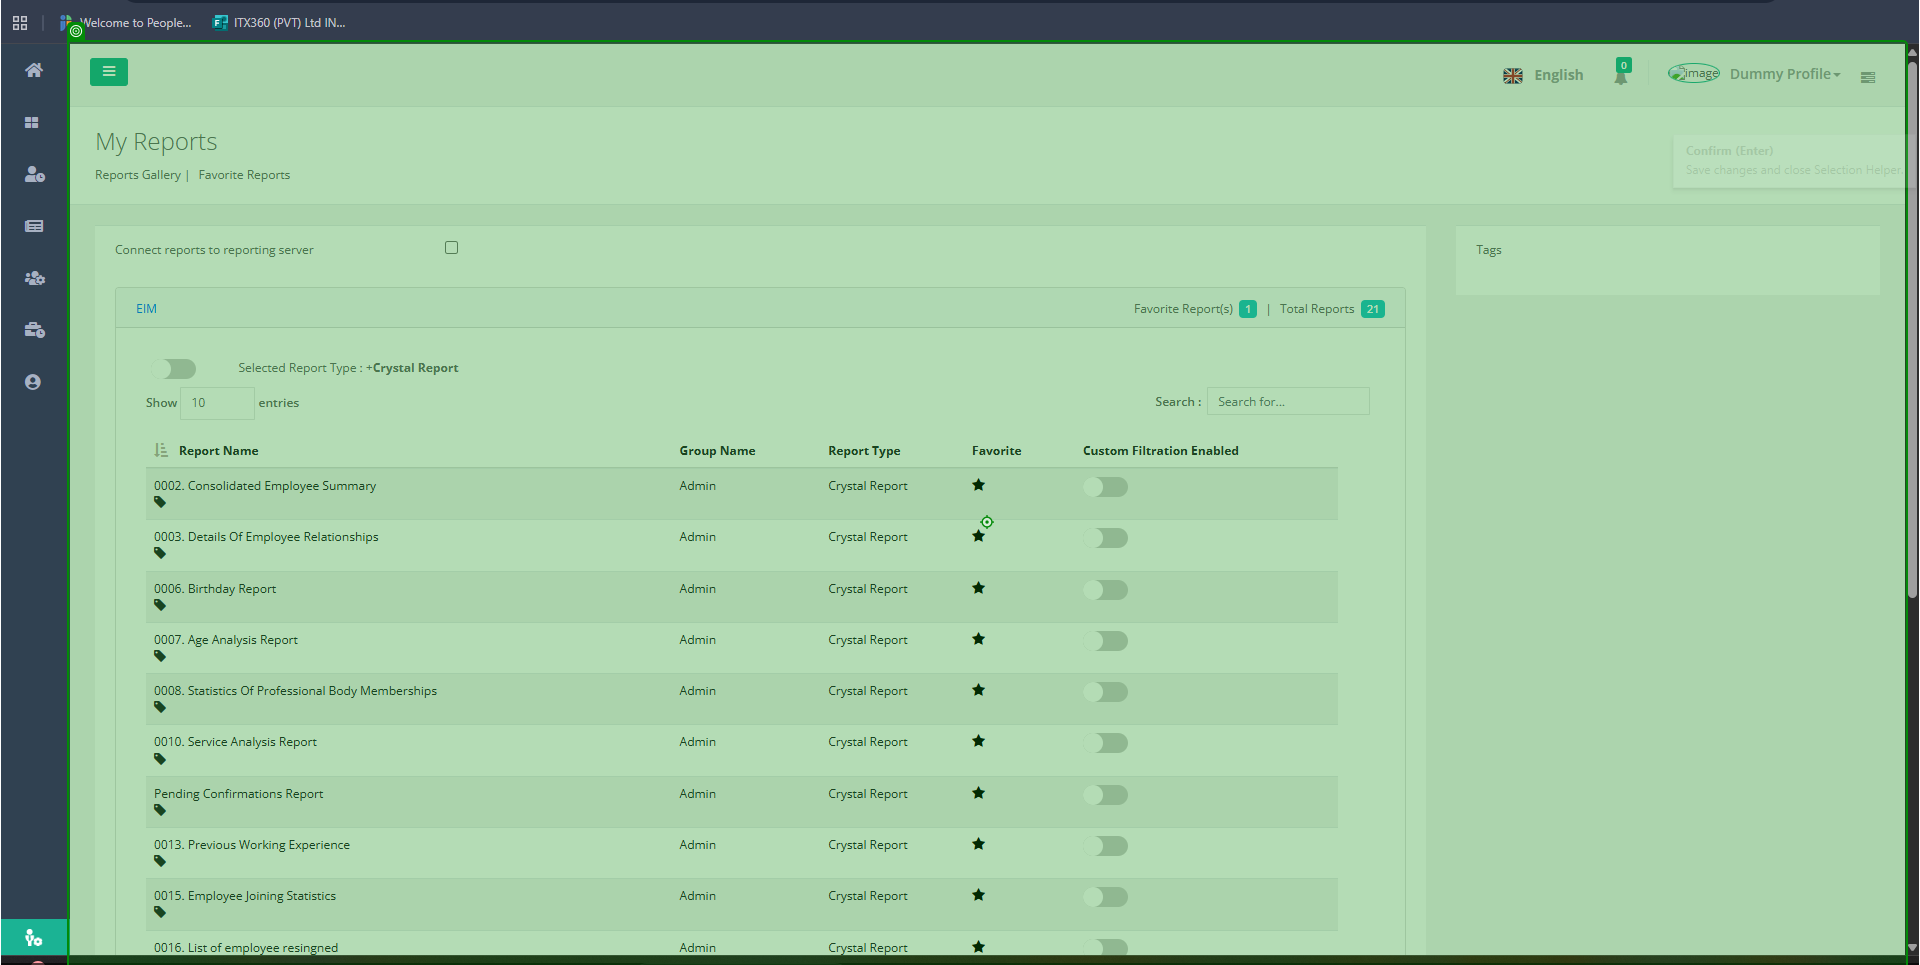 Welcome to People... ITX360 (PVT) Ltd IN...
English 0 image Dummy Profile
My Reports
Reports Gallery | Favorite Reports
Confirm (Enter)
Save changes and close Selection Helper.
Connect reports to reporting server
Tags
EIM Favorite Report(s) 1 | Total Reports 21
Selected Report Type : +Crystal Report
Show 10 entries Search : Search for...
Report Name Group Name Report Type Favorite Custom Filtration Enabled
0002. Consolidated Employee Summary Admin Crystal Report
0003. Details Of Employee Relationships Admin Crystal Report
0006. Birthday Report Admin Crystal Report
0007. Age Analysis Report Admin Crystal Report
0008. Statistics Of Professional Body Memberships Admin Crystal Report
0010. Service Analysis Report Admin Crystal Report
Pending Confirmations Report Admin Crystal Report
0013. Previous Working Experience Admin Crystal Report
0015. Employee Joining Statistics Admin Crystal Report
0016. List of employee resingned Admin Crystal Report